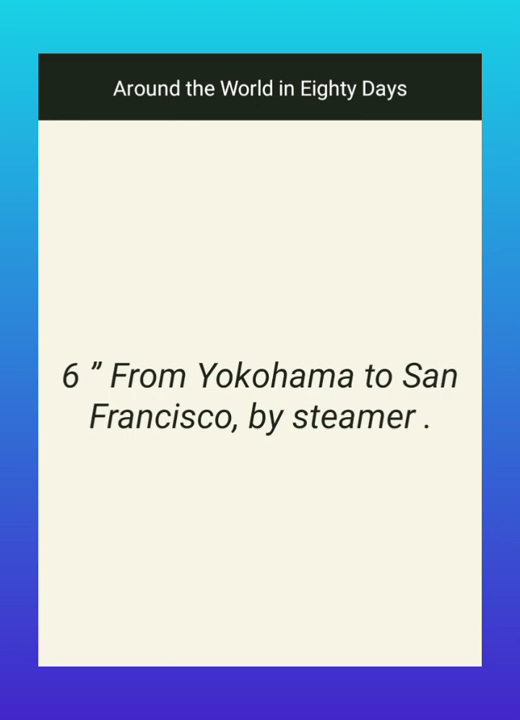 Around the World in Eighty Days
6 ” From Yokohama to San
Francisco, by steamer .